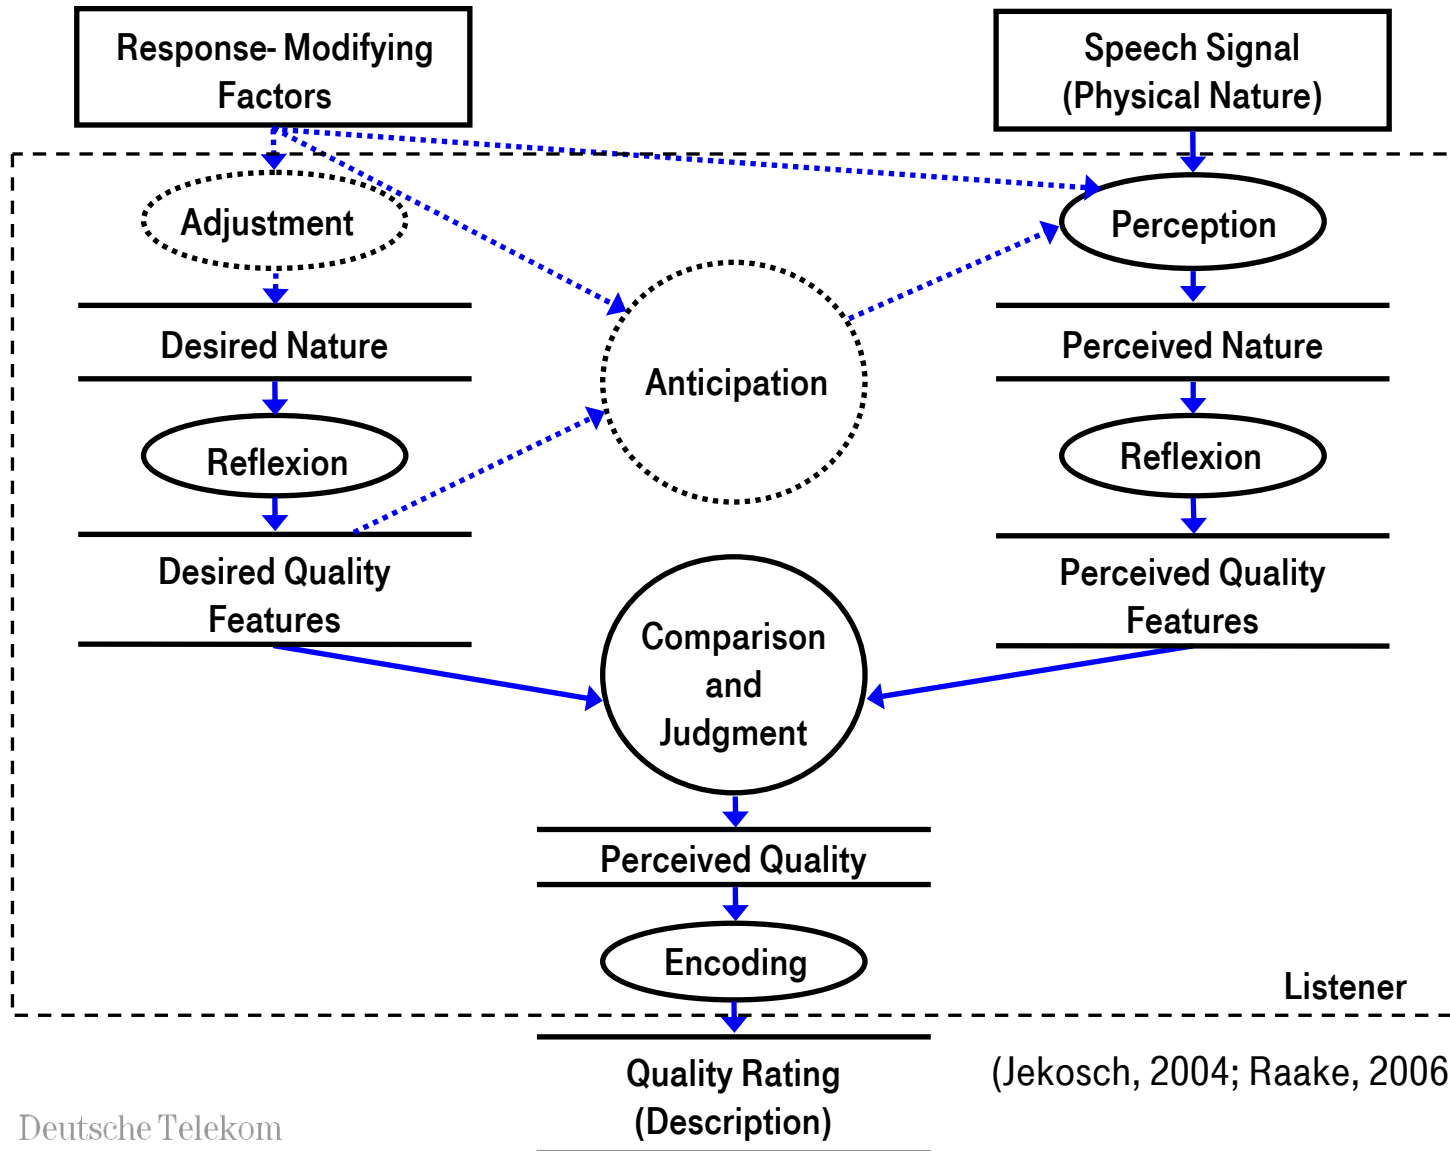 Response- Modifying
Factors
Speech Signal
(Physical Nature)
Adjustment
Perception
Desired Nature
Anticipation
Perceived Nature
Reflexion
Reflexion
Desired Quality
Features
Perceived Quality
Features
Comparison
and
Judgment
Perceived Quality
Encoding
Listener
Quality Rating
(Description)
(Jekosch, 2004; Raake, 2006
Deutsche Telekom